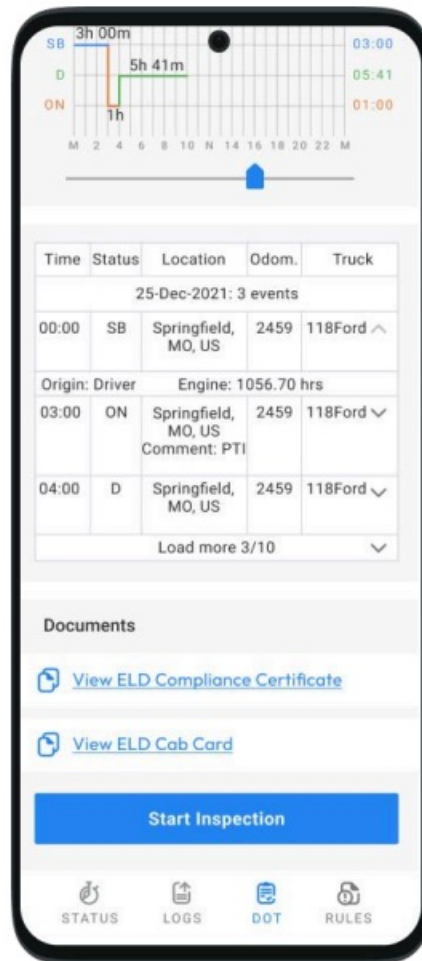 3h 00m
SB 03:00
5h 41m
D 05:41
ON 01:00
1h
M 2 4 6 8 10 N 14 16 18 20 22 M
Time Status Location Odom. Truck
25-Dec-2021: 3 events
00:00 SB Springfield, 2459 118Ford
MO, US
Origin: Driver Engine: 1056.70 hrs
03:00 ON Springfield, 2459 118Ford
MO, US
Comment: PTI
04:00 D Springfield, 2459 118Ford
MO, US
Load more 3/10
Documents
View ELD Compliance Certificate
View ELD Cab Card
Start Inspection
STATUS LOGS DOT RULES